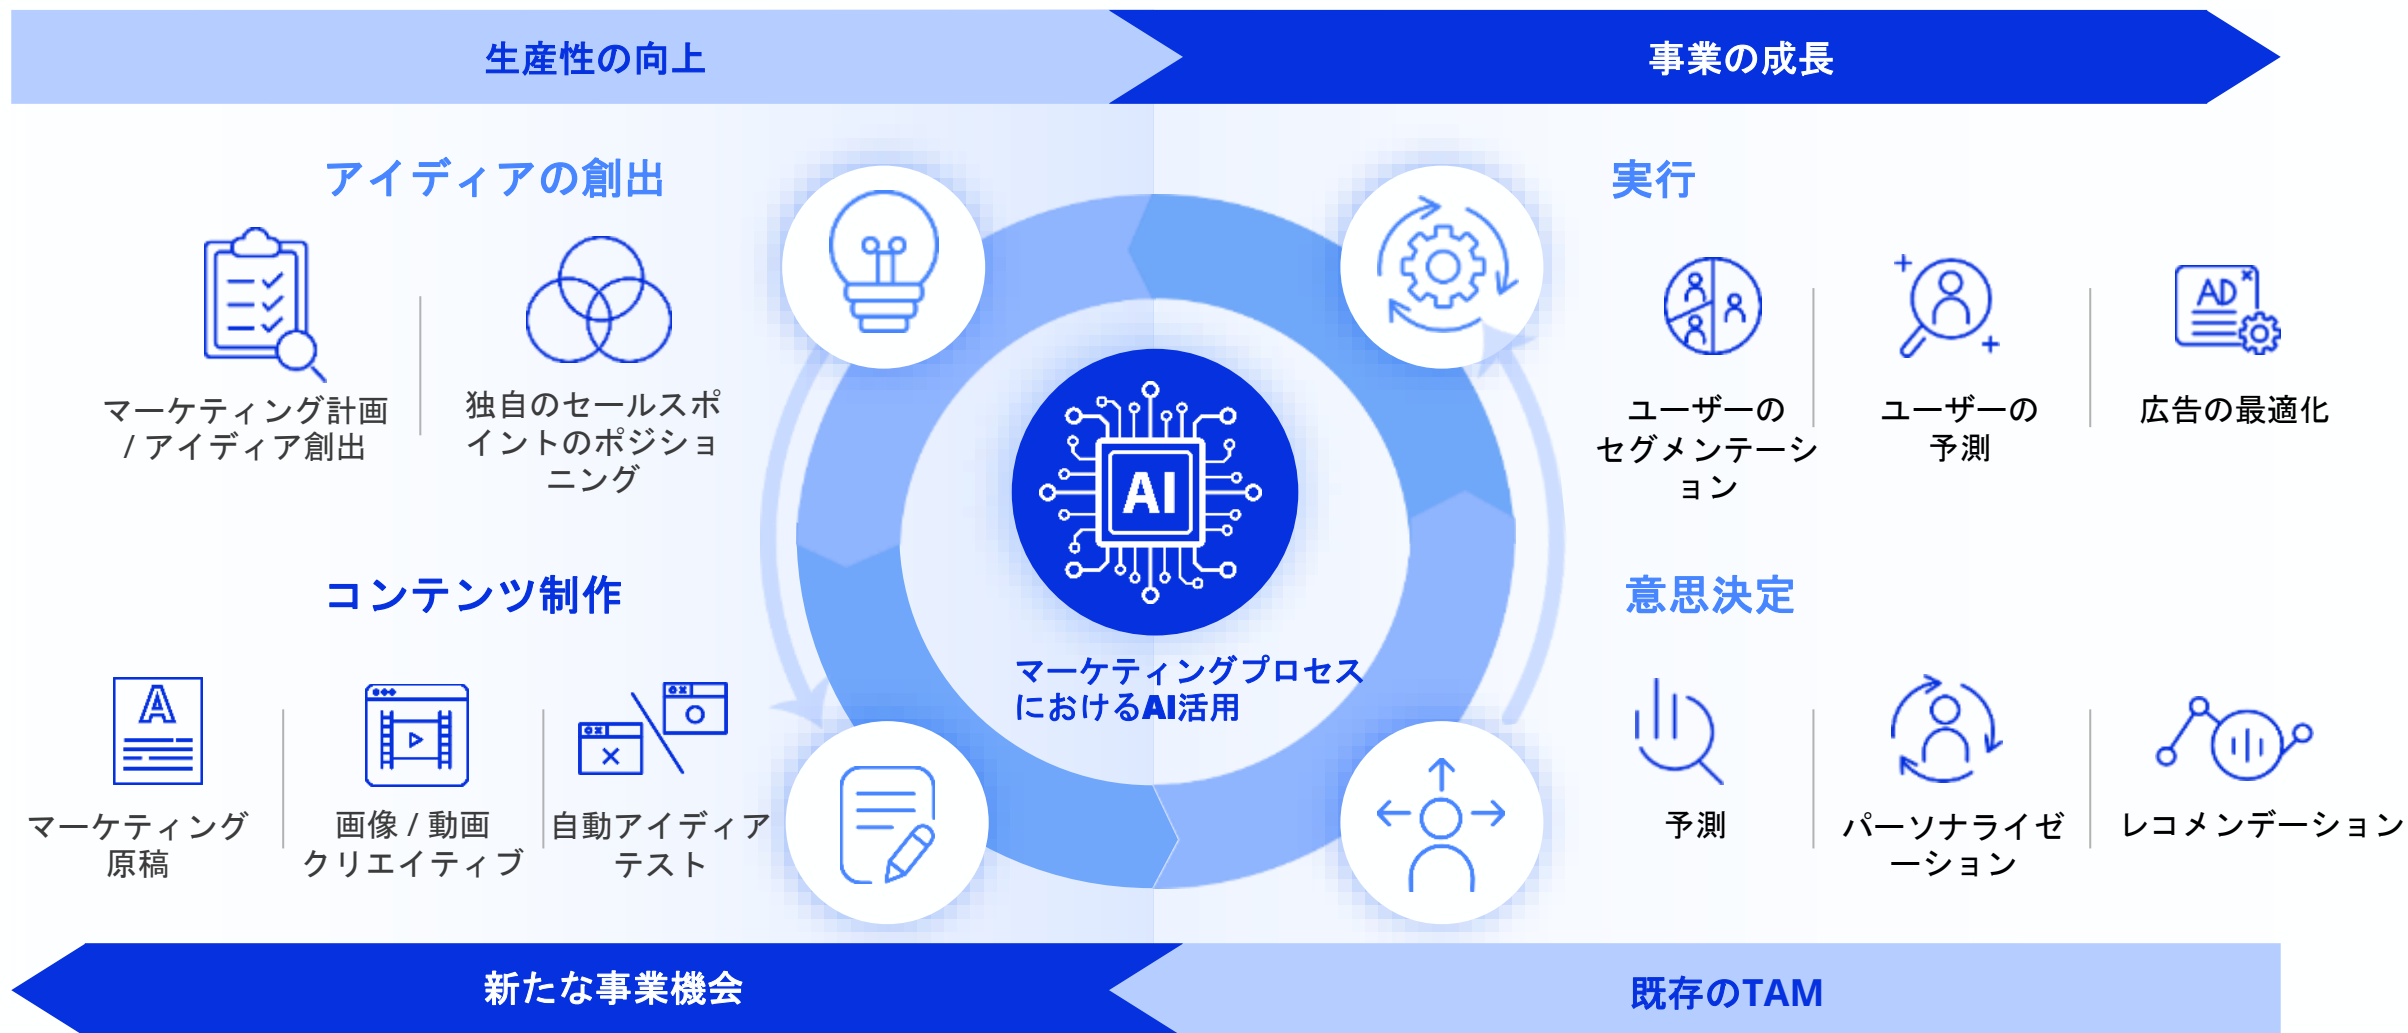 生産性の向上
事業の成長
アイディアの創出
マーケティング計画
/ アイディア創出
独自のセールスポ
イントのポジショ
ニング
コンテンツ制作
A
マーケティング
原稿
画像 / 動画
クリエイティブ
自動アイディア
テスト
AI
マーケティングプロセス
におけるAI活用
実行
ユーザーの
セグメンテーシ
ョン
ユーザーの
予測
AD
広告の最適化
意思決定
予測
パーソナライゼ
ーション
レコメンデーション
新たな事業機会
既存のTAM